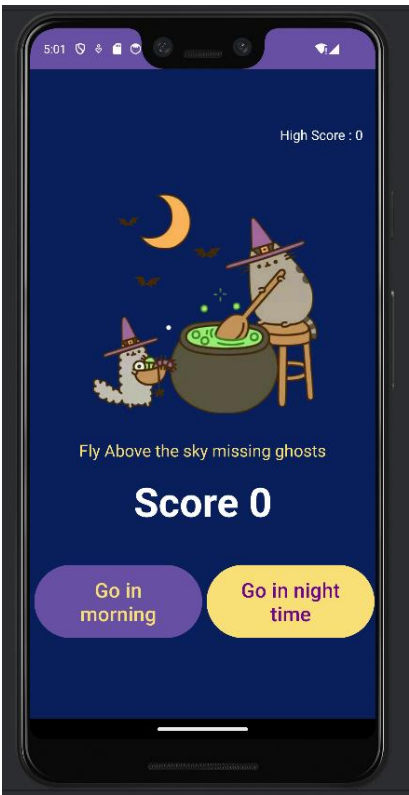 5:01
High Score : 0
Fly Above the sky missing ghosts
Score 0
Go in
morning
Go in night
time